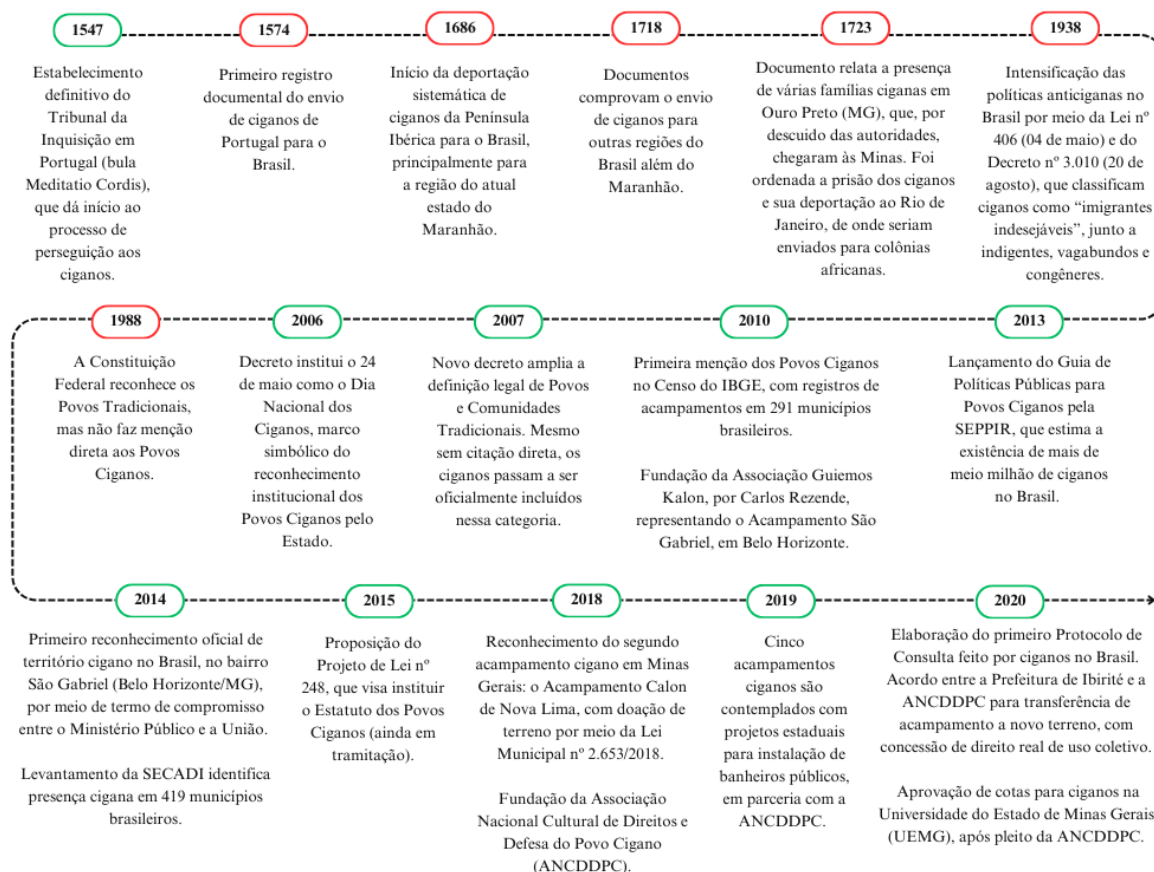 1547
Estabelecimento
definitivo do
Tribunal da
Inquisição em
Portugal (bula
Meditatio Cordis),
que dá início ao
processo de
perseguição aos
ciganos.
1574
Primeiro registro
documental do envio
de ciganos de
Portugal para o
Brasil.
1686
Início da deportação
sistemática de
ciganos da Península
Ibérica para o Brasil,
principalmente para
a região do atual
estado do
Maranhão.
1718
Documentos
comprovam o envio
de ciganos para
outras regiões do
Brasil além do
Maranhão.
1723
Documento relata a presença
de várias famílias ciganas em
Ouro Preto (MG), que, por
descuido das autoridades,
chegaram às Minas. Foi
ordenada a prisão dos ciganos
e sua deportação ao Rio de
Janeiro, de onde seriam
enviados para colônias
africanas.
1938
Intensificação das
políticas anticiganas no
Brasil por meio da Lei nº
406 (04 de maio) e do
Decreto nº 3.010 (20 de
agosto), que classificam
ciganos como “imigrantes
indesejáveis”, junto a
indigentes, vagabundos e
congêneres.
1988
A Constituição
Federal reconhece os
Povos Tradicionais,
mas não faz menção
direta aos Povos
Ciganos.
2006
Decreto institui o 24
de maio como o Dia
Nacional dos
Ciganos, marco
simbólico do
reconhecimento
institucional dos
Povos Ciganos pelo
Estado.
2007
Novo decreto amplia a
definição legal de Povos
e Comunidades
Tradicionais. Mesmo
sem citação direta, os
ciganos passam a ser
oficialmente incluídos
nessa categoria.
2010
Primeira menção dos Povos Ciganos
no Censo do IBGE, com registros de
acampamentos em 291 municípios
brasileiros.
Fundação da Associação Guiemos
Kalon, por Carlos Rezende,
representando o Acampamento São
Gabriel, em Belo Horizonte.
2013
Lançamento do Guia de
Políticas Públicas para
Povos Ciganos pela
SEPPIR, que estima a
existência de mais de
meio milhão de ciganos
no Brasil.
2014
Primeiro reconhecimento oficial de
território cigano no Brasil, no bairro
São Gabriel (Belo Horizonte/MG),
por meio de termo de compromisso
entre o Ministério Público e a União.
Levantamento da SECADI identifica
presença cigana em 419 municípios
brasileiros.
2015
Proposição do
Projeto de Lei nº
248, que visa instituir
o Estatuto dos Povos
Ciganos (ainda em
tramitação).
2018
Reconhecimento do segundo
acampamento cigano em Minas
Gerais: o Acampamento Calon
de Nova Lima, com doação de
terreno por meio da Lei
Municipal nº 2.653/2018.
Fundação da Associação
Nacional Cultural de Direitos e
Defesa do Povo Cigano
(ANCDDPC).
2019
Cinco
acampamentos
ciganos são
contemplados com
projetos estaduais
para instalação de
banheiros públicos,
em parceria com a
ANCDDPC.
2020
Elaboração do primeiro Protocolo de
Consulta feito por ciganos no Brasil.
Acordo entre a Prefeitura de Ibirité e a
ANCDDPC para transferência de
acampamento a novo terreno, com
concessão de direito real de uso coletivo.
Aprovação de cotas para ciganos na
Universidade do Estado de Minas Gerais
(UEMG), após pleito da ANCDDPC.